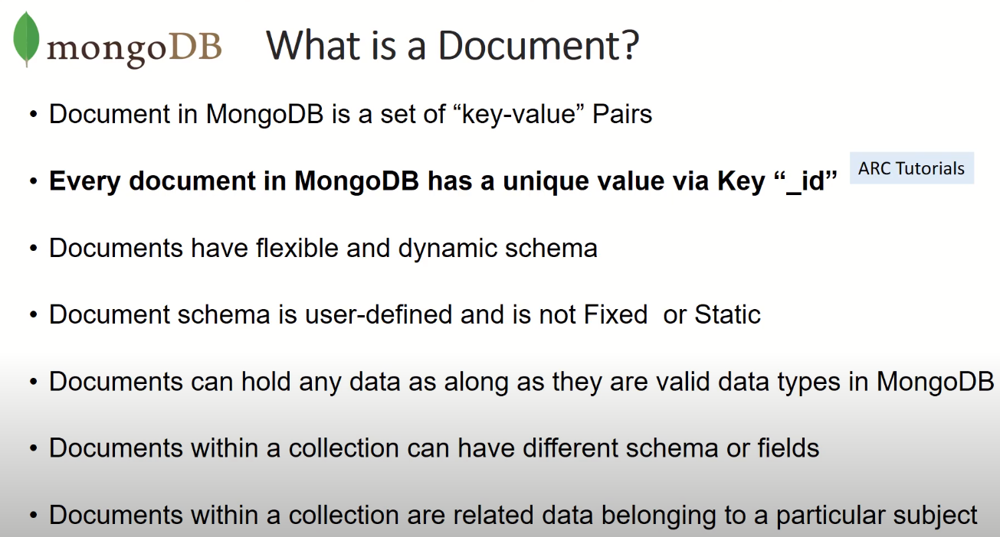 mongoDB What is a Document?
• Document in MongoDB is a set of “key-value” Pairs
• Every document in MongoDB has a unique value via Key “_id”
ARC Tutorials
• Documents have flexible and dynamic schema
• Document schema is user-defined and is not Fixed  or Static
• Documents can hold any data as along as they are valid data types in MongoDB
• Documents within a collection can have different schema or fields
• Documents within a collection are related data belonging to a particular subject